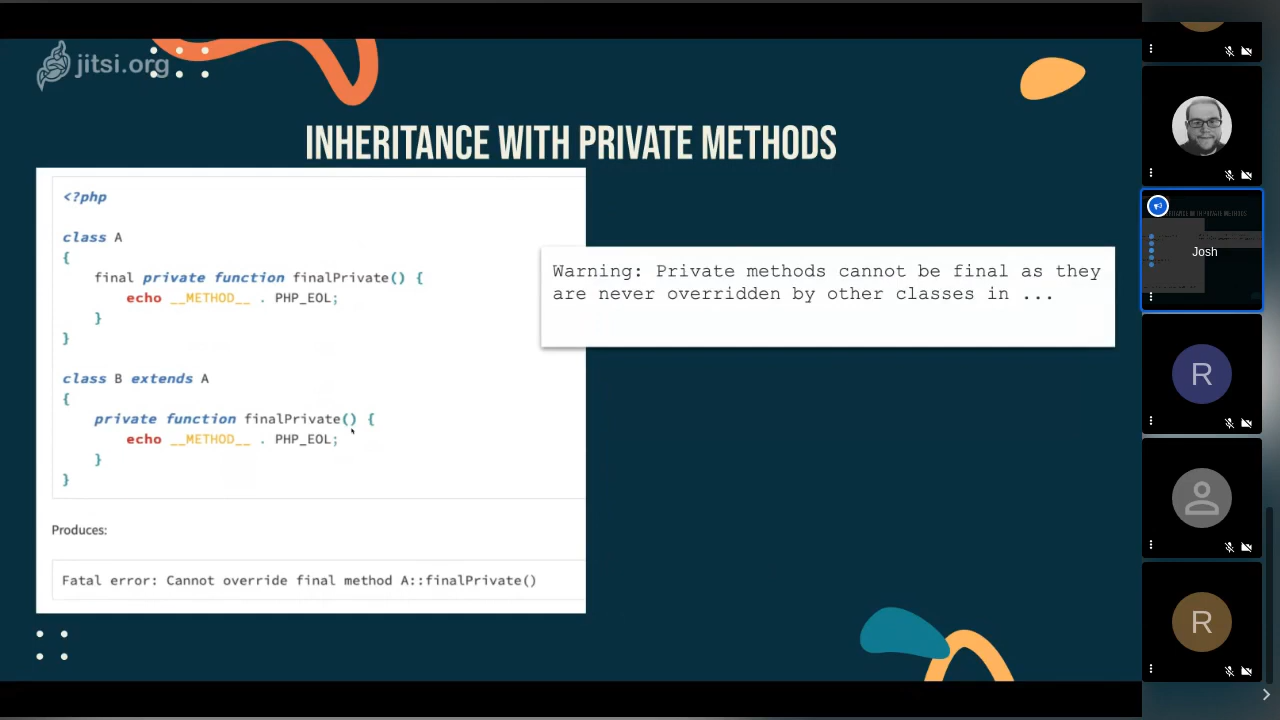 jitsi.org
INHERITANCE WITH PRIVATE METHODS
<?php
class A
{
final private function finalPrivate() {
echo __METHOD__ . PHP_EOL;
}
}
class B extends A
{
private function finalPrivate() {
echo __METHOD__ . PHP_EOL;
}
}
Produces:
Fatal error: Cannot override final method A::finalPrivate()
Warning: Private methods cannot be final as they
are never overridden by other classes in ...
Josh
R
R